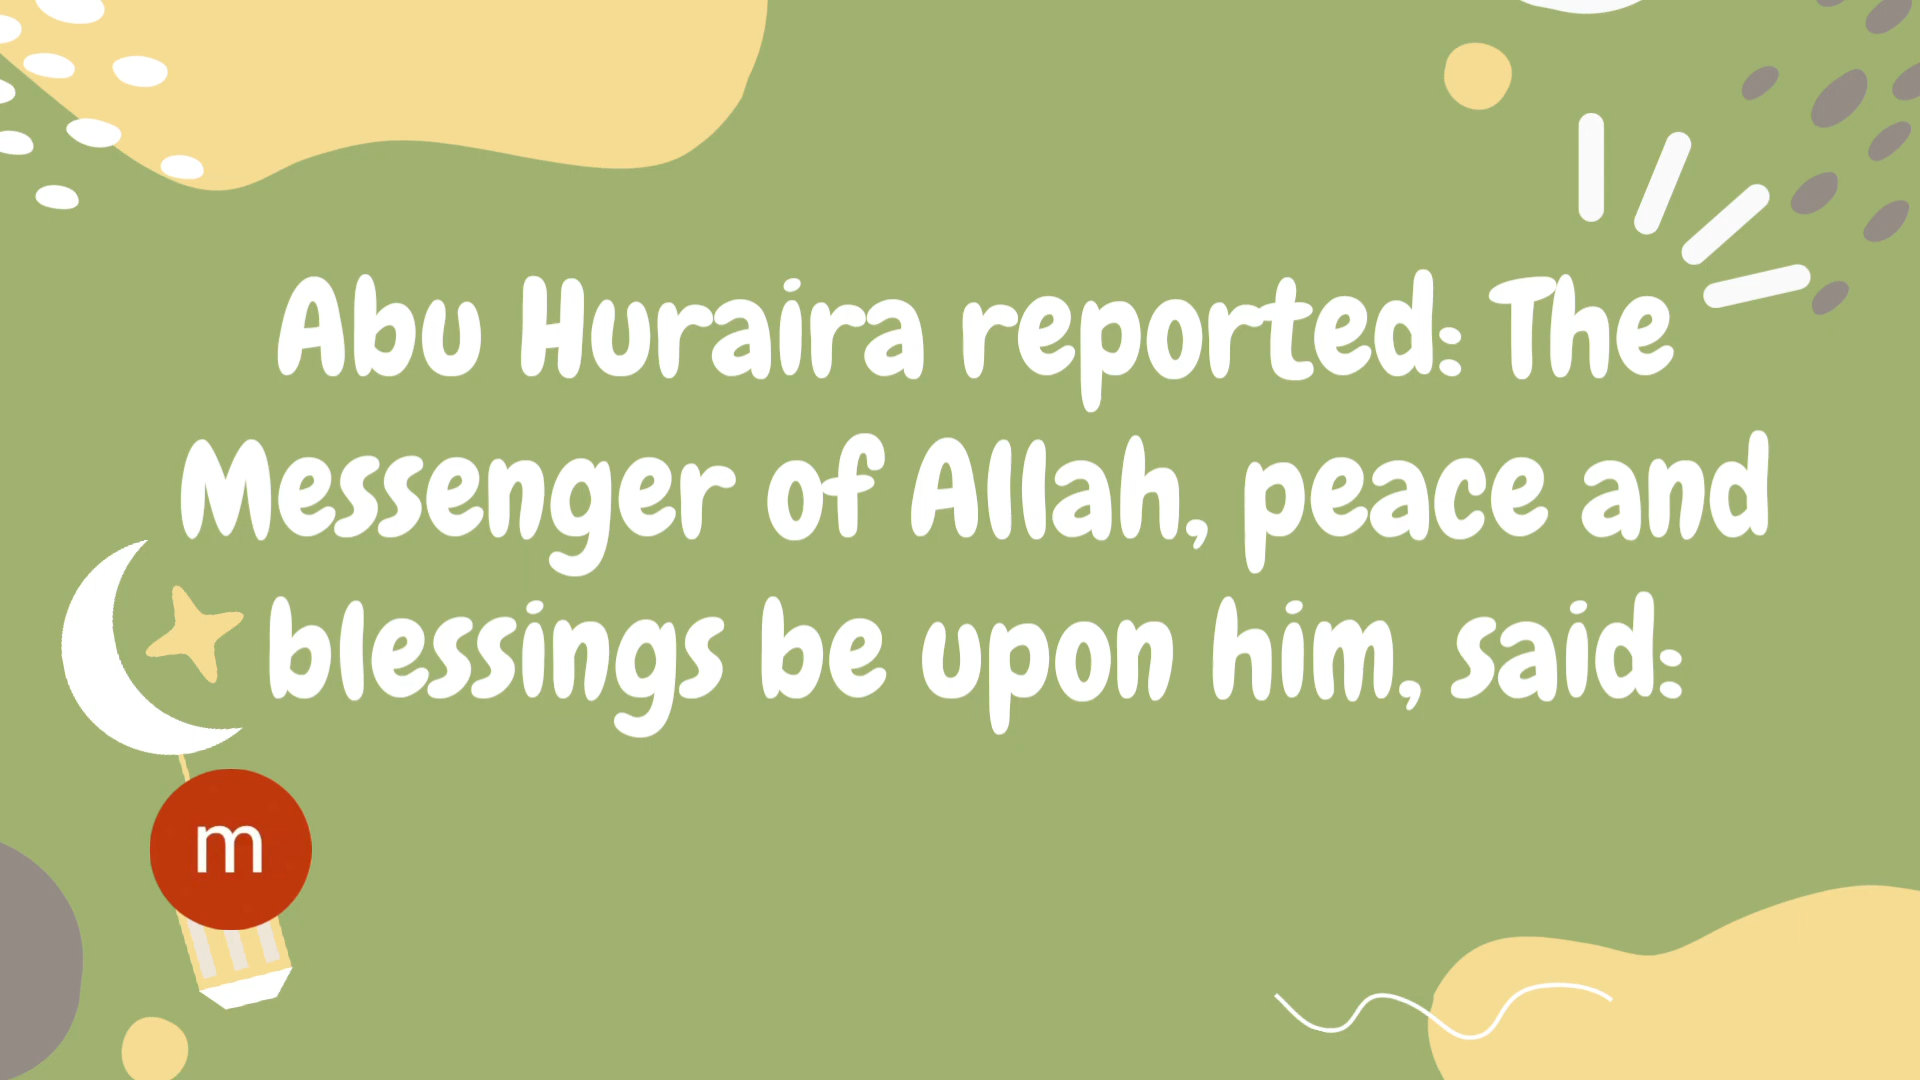 Abu Huraira reported: The
Messenger of Allah, peace and
blessings be upon him, said:
m